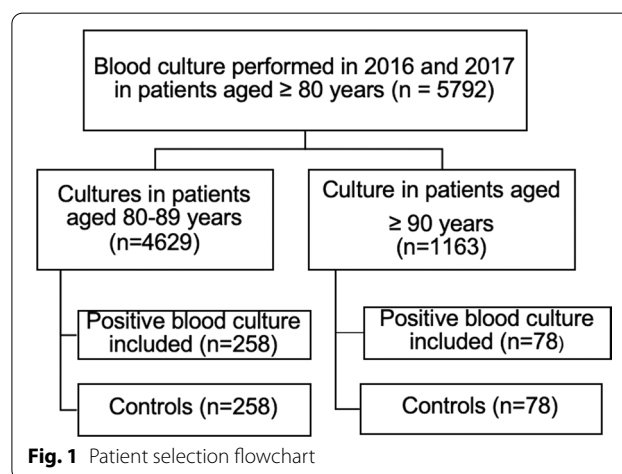 Blood culture performed in 2016 and 2017
in patients aged ≥ 80 years (n = 5792)
Cultures in patients
aged 80-89 years
(n=4629)
Culture in patients aged
≥ 90 years
(n=1163)
Positive blood culture
included (n=258)
Positive blood culture
included (n=78)
Controls (n=258)
Controls (n=78)
Fig. 1 Patient selection flowchart